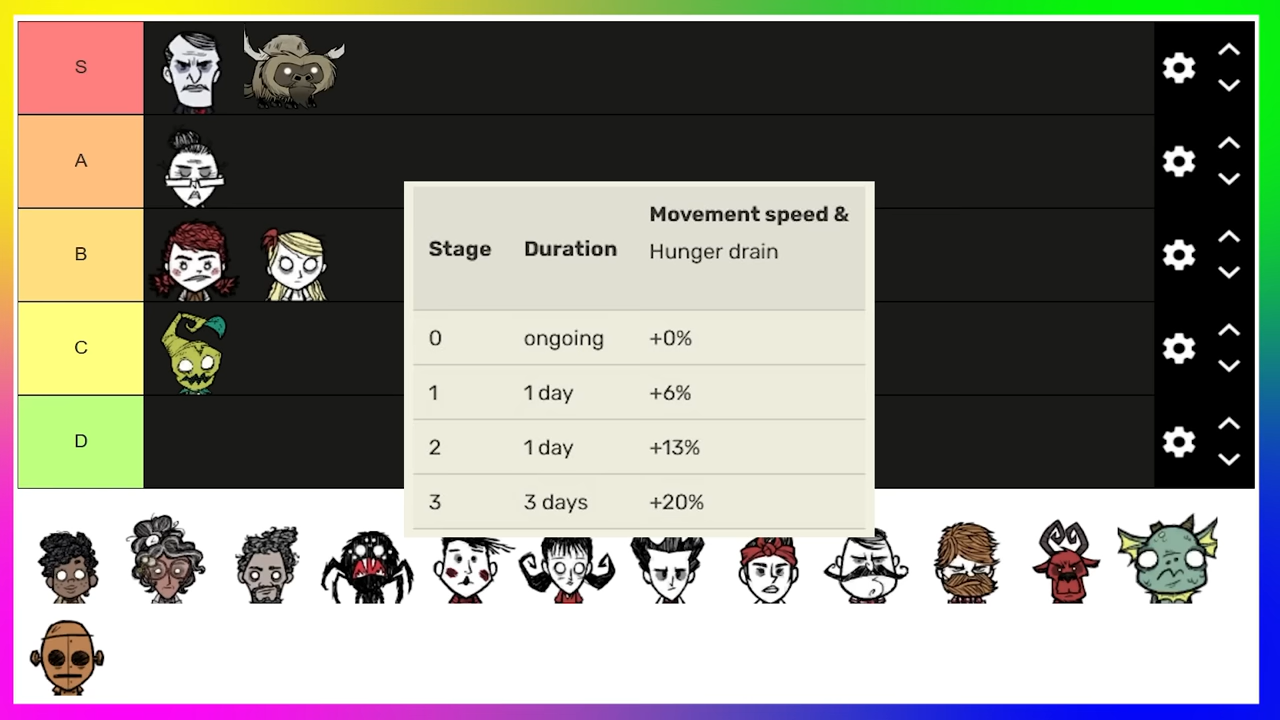 S
A
B
C
D
Movement speed &
Stage Duration Hunger drain
0 ongoing +0%
1 1 day +6%
2 1 day +13%
3 3 days +20%